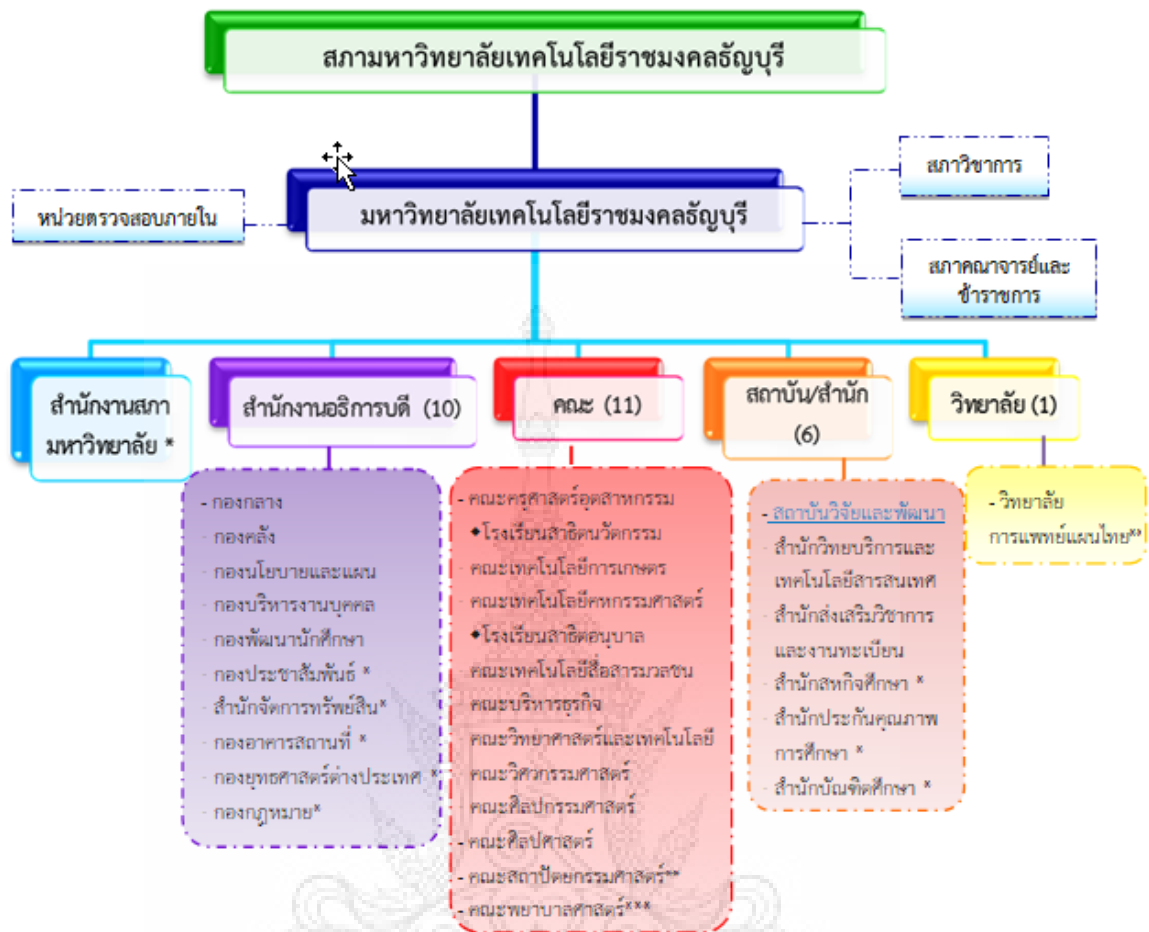 สภามหาวิทยาลัยเทคโนโลยีราชมงคลธัญบุรี
สภาวิชาการ
หน่วยตรวจสอบภายใน
มหาวิทยาลัยเทคโนโลยีราชมงคลธัญบุรี
สภาคณาจารย์และ
ข้าราชการ
สำนักงานสภา
มหาวิทยาลัย *
สำนักงานอธิการบดี (10)
คณะ (11)
สถาบัน/สำนัก
(6)
วิทยาลัย (1)
- กองกลาง
- กองคลัง
- กองนโยบายและแผน
- กองบริหารงานบุคคล
- กองพัฒนานักศึกษา
- กองประชาสัมพันธ์ *
- สำนักจัดการทรัพย์สิน*
- กองอาคารสถานที่ *
- กองยุทธศาสตร์ต่างประเทศ *
- กองกฎหมาย*
- คณะครุศาสตร์อุตสาหกรรม
◆โรงเรียนสาธิตนวัตกรรม
- คณะเทคโนโลยีการเกษตร
- คณะเทคโนโลยีคหกรรมศาสตร์
◆โรงเรียนสาธิตอนุบาล
- คณะเทคโนโลยีสื่อสารมวลชน
- คณะบริหารธุรกิจ
- คณะวิทยาศาสตร์และเทคโนโลยี
- คณะวิศวกรรมศาสตร์
- คณะศิลปกรรมศาสตร์
- คณะศิลปศาสตร์
- คณะสถาปัตยกรรมศาสตร์**
- คณะพยาบาลศาสตร์***
- สถาบันวิจัยและพัฒนา
- สำนักวิทยบริการและ
เทคโนโลยีสารสนเทศ
- สำนักส่งเสริมวิชาการ
และงานทะเบียน
- สำนักสหกิจศึกษา *
- สำนักประกันคุณภาพ
การศึกษา *
- สำนักบัณฑิตศึกษา *
- วิทยาลัย
การแพทย์แผนไทย**